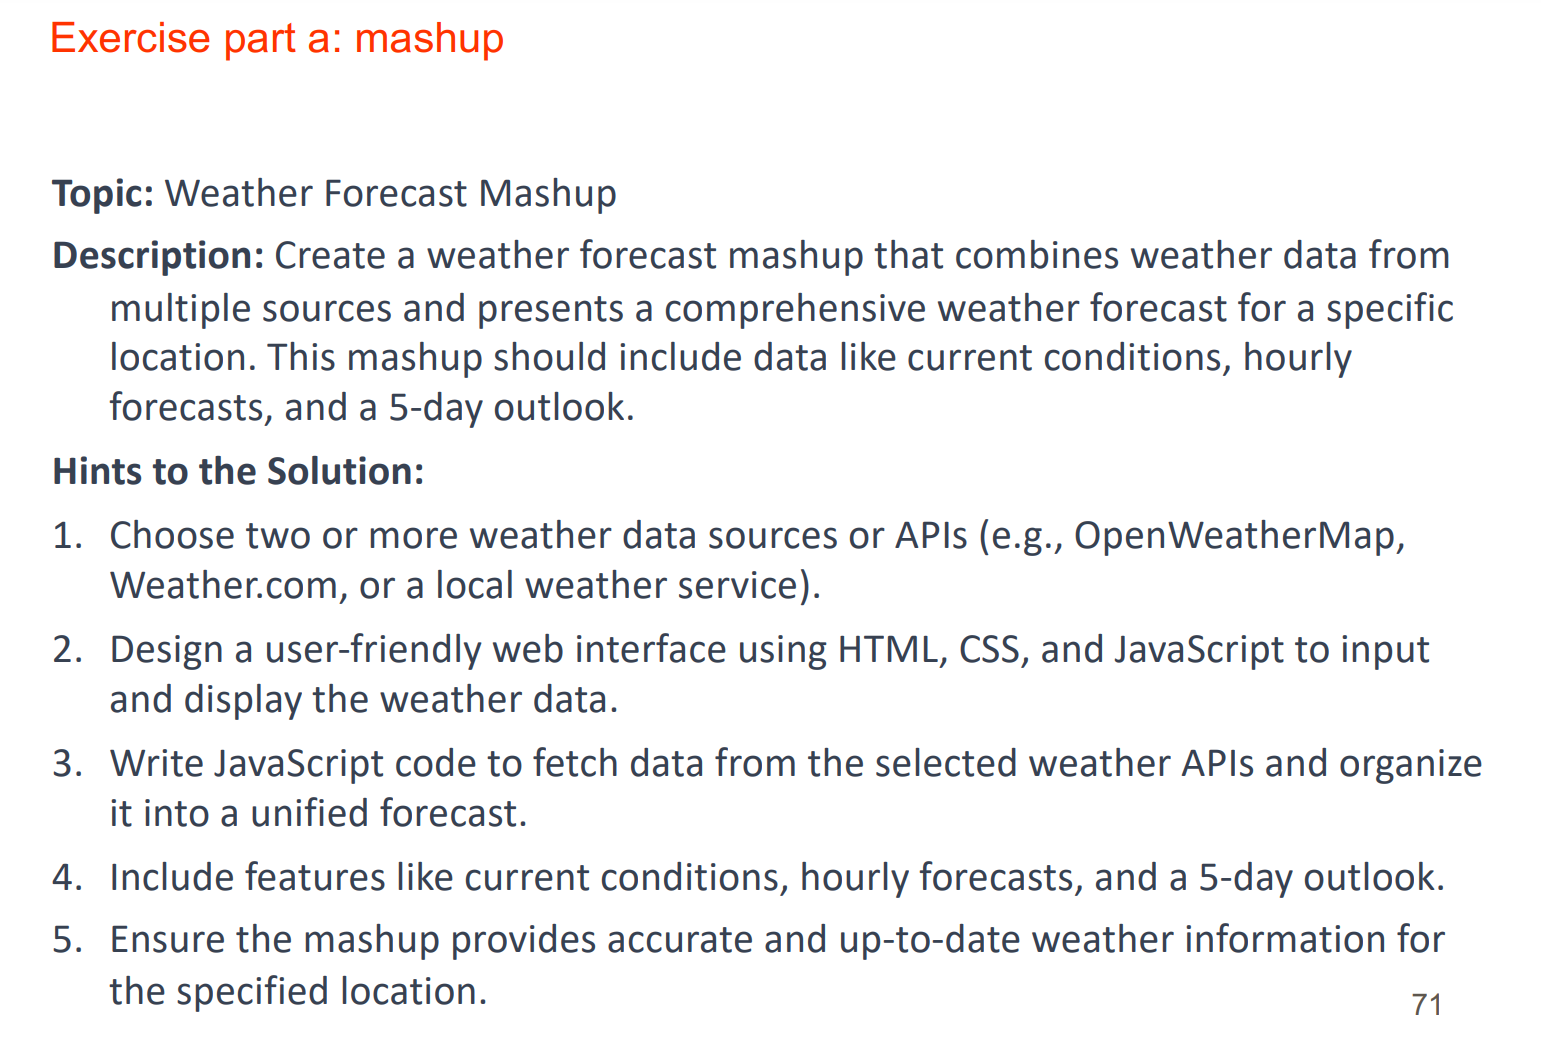 Exercise part a: mashup
Topic: Weather Forecast Mashup
Description: Create a weather forecast mashup that combines weather data from
multiple sources and presents a comprehensive weather forecast for a specific
location. This mashup should include data like current conditions, hourly
forecasts, and a 5-day outlook.
Hints to the Solution:
1. Choose two or more weather data sources or APIs (e.g., OpenWeatherMap,
Weather.com, or a local weather service).
2. Design a user-friendly web interface using HTML, CSS, and JavaScript to input
and display the weather data.
3. Write JavaScript code to fetch data from the selected weather APIs and organize
it into a unified forecast.
4. Include features like current conditions, hourly forecasts, and a 5-day outlook.
5. Ensure the mashup provides accurate and up-to-date weather information for
the specified location.
71